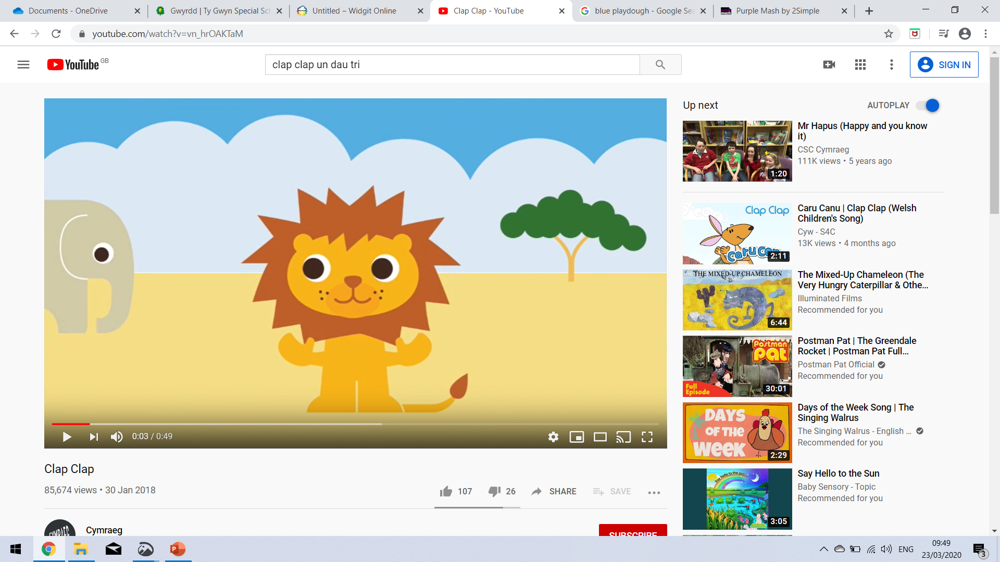 Documents - OneDrive
Gwyrdd | Ty Gwyn Special Sch
Untitled – Widgit Online
Clap Clap - YouTube
blue playdough - Google Sea
Purple Mash by 2Simple
youtube.com/watch?v=vn_hrOAKTaM
YouTube GB
clap clap un dau tri
SIGN IN
0:03 / 0:49
Clap Clap
85,674 views • 30 Jan 2018
107
26
SHARE
SAVE
Cymraeg
SUBSCRIBE
Up next
AUTOPLAY
1:20
Mr Hapus (Happy and you know
it)
CSC Cymraeg
111K views • 5 years ago
Clap Clap
2:11
Caru Canu | Clap Clap (Welsh
Children's Song)
Cyw - S4C
13K views • 4 months ago
THE MIXED-UP CHAMELEON
6:44
The Mixed-Up Chameleon (The
Very Hungry Caterpillar & Othe...
Illuminated Films
Recommended for you
Postman
Pat
Full
Episode
30:01
Postman Pat | The Greendale
Rocket | Postman Pat Full...
Postman Pat Official
Recommended for you
DAYS
OF THE
WEEK
2:29
Days of the Week Song | The
Singing Walrus
The Singing Walrus - English ...
Recommended for you
Say hello to the sun
3:05
Say Hello to the Sun
Baby Sensory - Topic
Recommended for you
ENG
09:49
23/03/2020
3